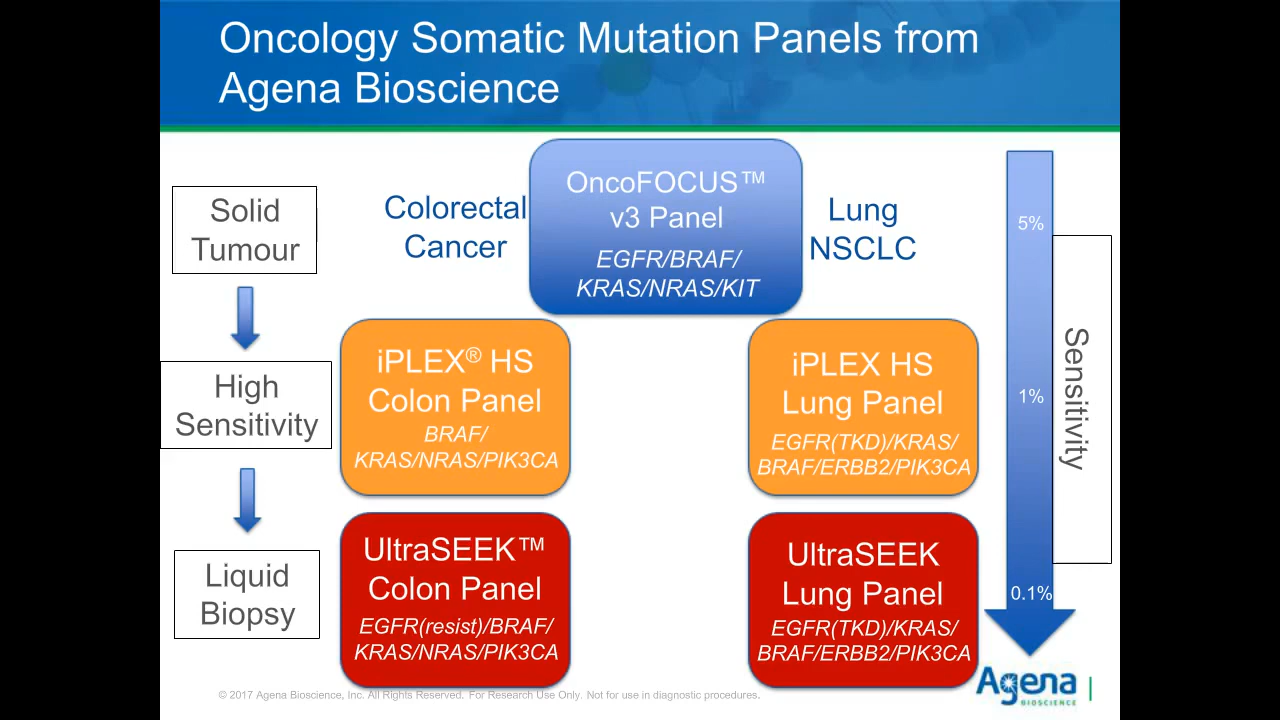 Oncology Somatic Mutation Panels from
Agena Bioscience
Solid
Tumour
Colorectal
Cancer
OncoFOCUS™
v3 Panel
EGFR/BRAF/
KRAS/NRAS/KIT
Lung
NSCLC
5%
High
Sensitivity
iPLEX® HS
Colon Panel
BRAF/
KRAS/NRAS/PIK3CA
iPLEX HS
Lung Panel
EGFR(TKD)/KRAS/
BRAF/ERBB2/PIK3CA
1%
Sensitivity
Liquid
Biopsy
UltraSEEK™
Colon Panel
EGFR(resist)/BRAF/
KRAS/NRAS/PIK3CA
UltraSEEK
Lung Panel
EGFR(TKD)/KRAS/
BRAF/ERBB2/PIK3CA
0.1%
© 2017 Agena Bioscience, Inc. All Rights Reserved. For Research Use Only. Not for use in diagnostic procedures.
Agena
BIOSCIENCE